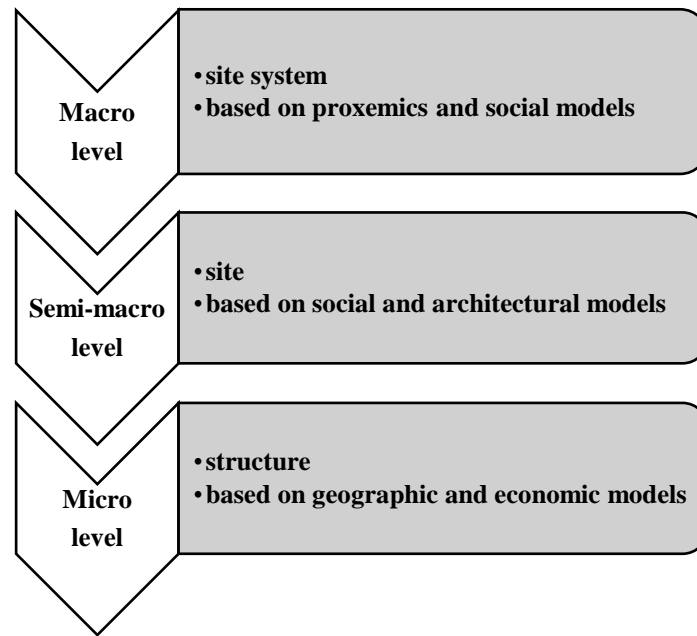 Macro
level
•site system
•based on proxemics and social models
Semi-macro
level
•site
•based on social and architectural models
Micro
level
•structure
•based on geographic and economic models